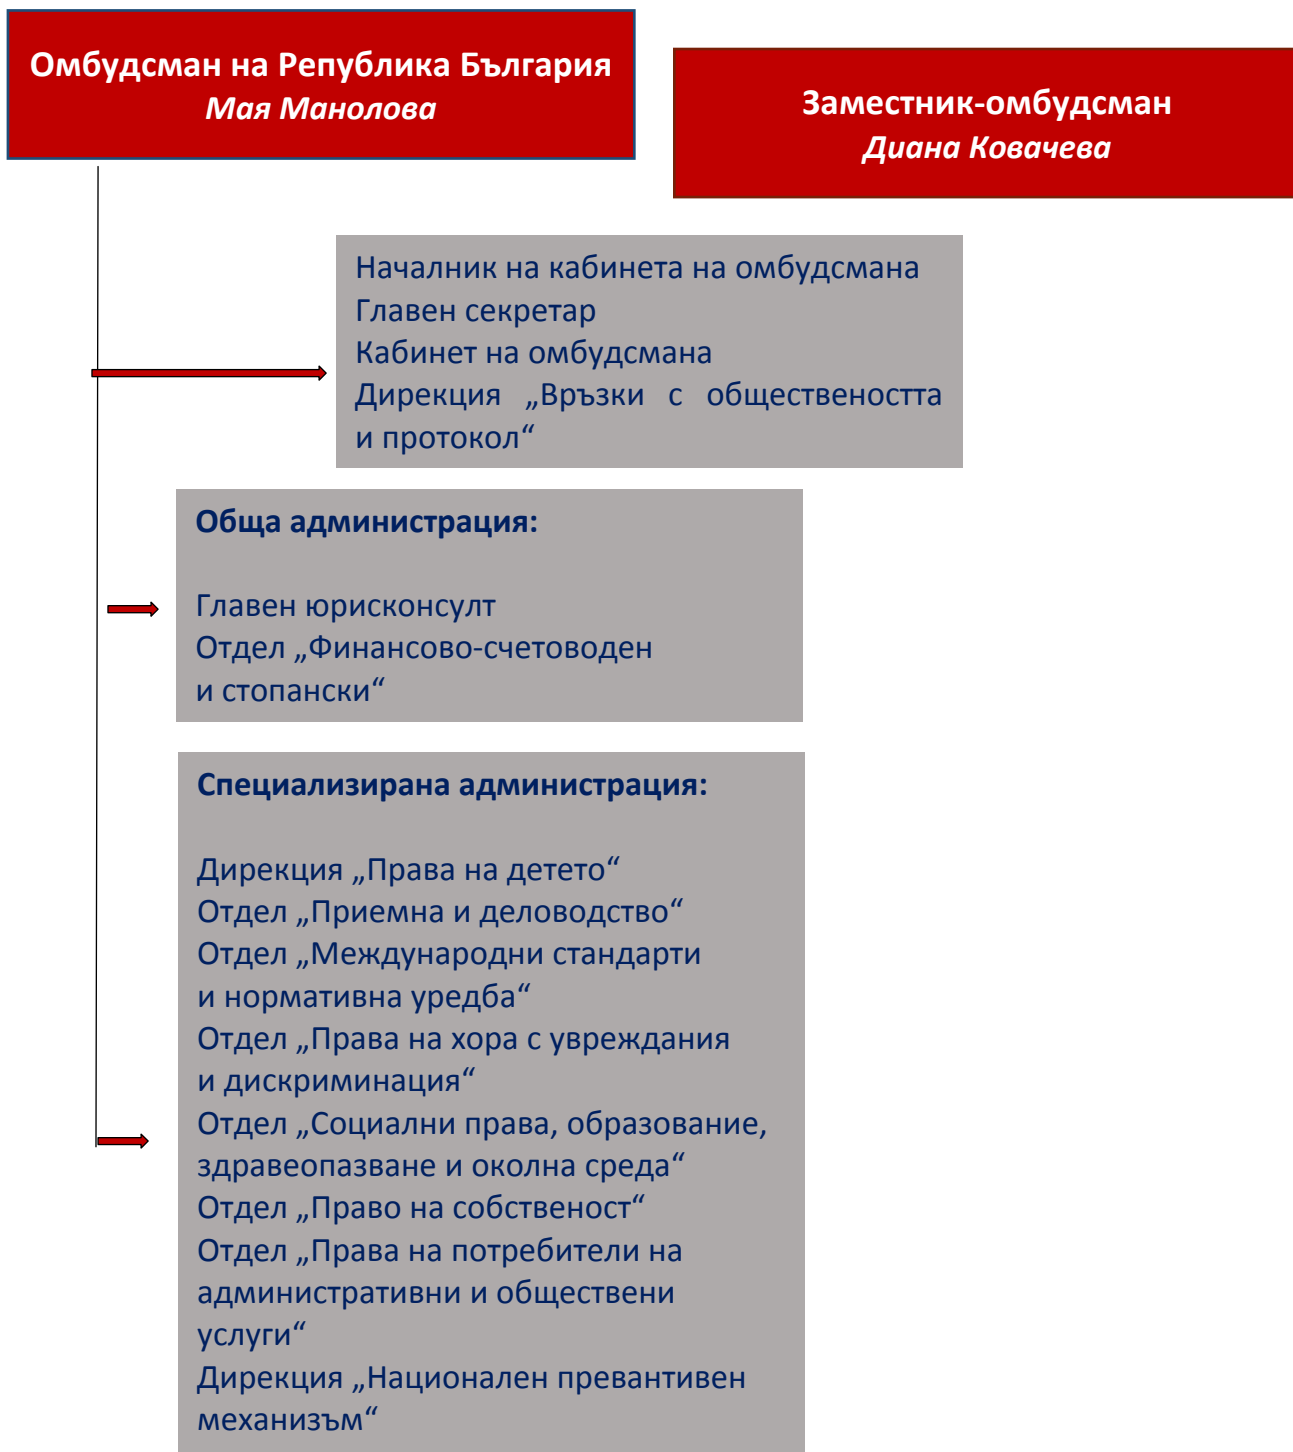 Омбудсман на Република България
Мая Манолова
Заместник-омбудсман
Диана Ковачева
Началник на кабинета на омбудсмана
Главен секретар
Кабинет на омбудсмана
Дирекция „Връзки с обществеността
и протокол“
Обща администрация:
Главен юрисконсулт
Отдел „Финансово-счетоводен
и стопански“
Специализирана администрация:
Дирекция „Права на детето“
Отдел „Приемна и деловодство“
Отдел „Международни стандарти
и нормативна уредба“
Отдел „Права на хора с увреждания
и дискриминация“
Отдел „Социални права, образование,
здравеопазване и околна среда“
Отдел „Право на собственост“
Отдел „Права на потребители на
административни и обществени
услуги“
Дирекция „Национален превантивен
механизъм“